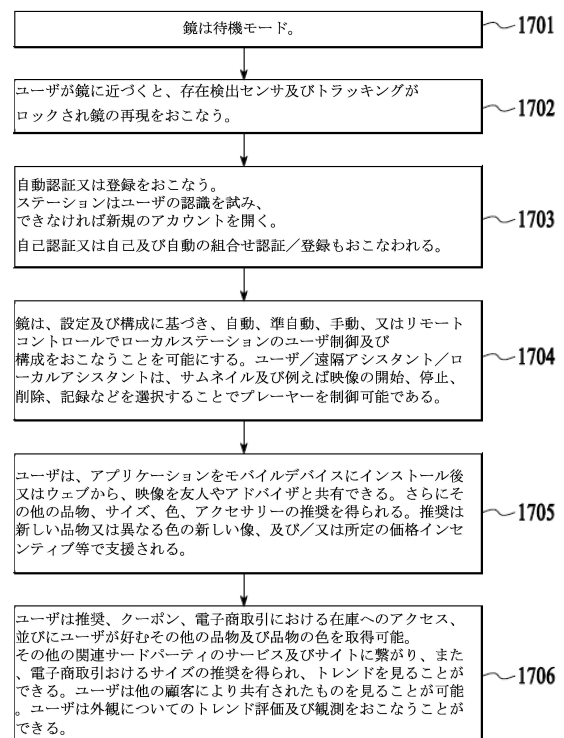 鏡は待機モード。
1701
ユーザが鏡に近づくと、存在検出センサ及びトラッキングが
ロックされ鏡の再現をおこなう。
1702
自動認証又は登録をおこなう。
ステーションはユーザの認識を試み、
できなければ新規のアカウントを開く。
自己認証又は自己及び自動の組合せ認証／登録もおこなわれる。
1703
鏡は、設定及び構成に基づき、自動、準自動、手動、又はリモート
コントロールでローカルステーションのユーザ制御及び
構成をおこなうことを可能にする。ユーザ／遠隔アシスタント／ロ
ーカルアシスタントは、サムネイル及び例えば映像の開始、停止、
削除、記録などを選択することでプレーヤーを制御可能である。
1704
ユーザは、アプリケーションをモバイルデバイスにインストール後
又はウェブから、映像を友人やアドバイザと共有できる。さらにそ
の他の品物、サイズ、色、アクセサリーの推奨を得られる。推奨は
新しい品物又は異なる色の新しい像、及び／又は所定の価格インセ
ンティブ等で支援される。
1705
ユーザは推奨、クーポン、電子商取引における在庫へのアクセス、
並びにユーザが好むその他の品物及び品物の色を取得可能。
その他の関連サードパーティのサービス及びサイトに繋がり、また
、電子商取引おけるサイズの推奨を得られ、トレンドを見ることが
できる。ユーザは他の顧客により共有されたものを見ることが可能
。ユーザは外観についてのトレンド評価及び観測をおこなうことが
できる。
1706